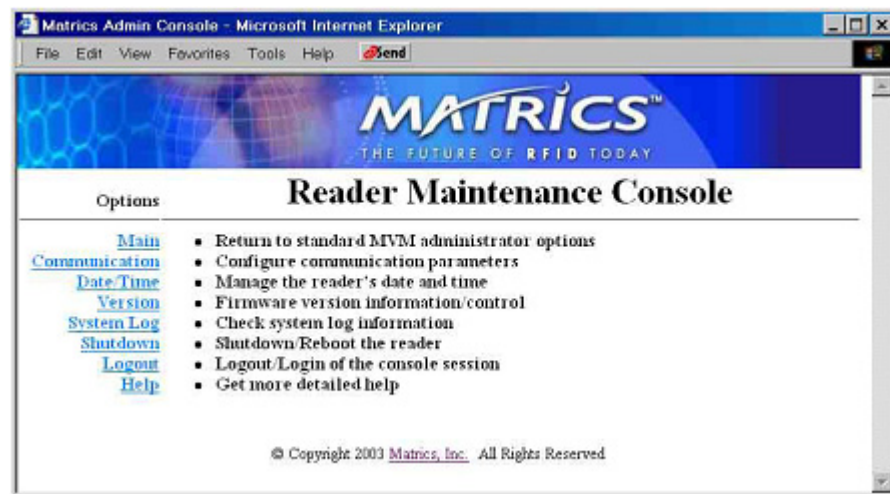 Matrics Admin Console - Microsoft Internet Explorer
File Edit View Favorites Tools Help Send
MATRICS™
THE FUTURE OF RFID TODAY
Options
Reader Maintenance Console
Main • Return to standard MVM administrator options
Communication • Configure communication parameters
Date/Time • Manage the reader's date and time
Version • Firmware version information/control
System Log • Check system log information
Shutdown • Shutdown/Reboot the reader
Logout • Logout/Login of the console session
Help • Get more detailed help
© Copyright 2003 Matrics, Inc. All Rights Reserved